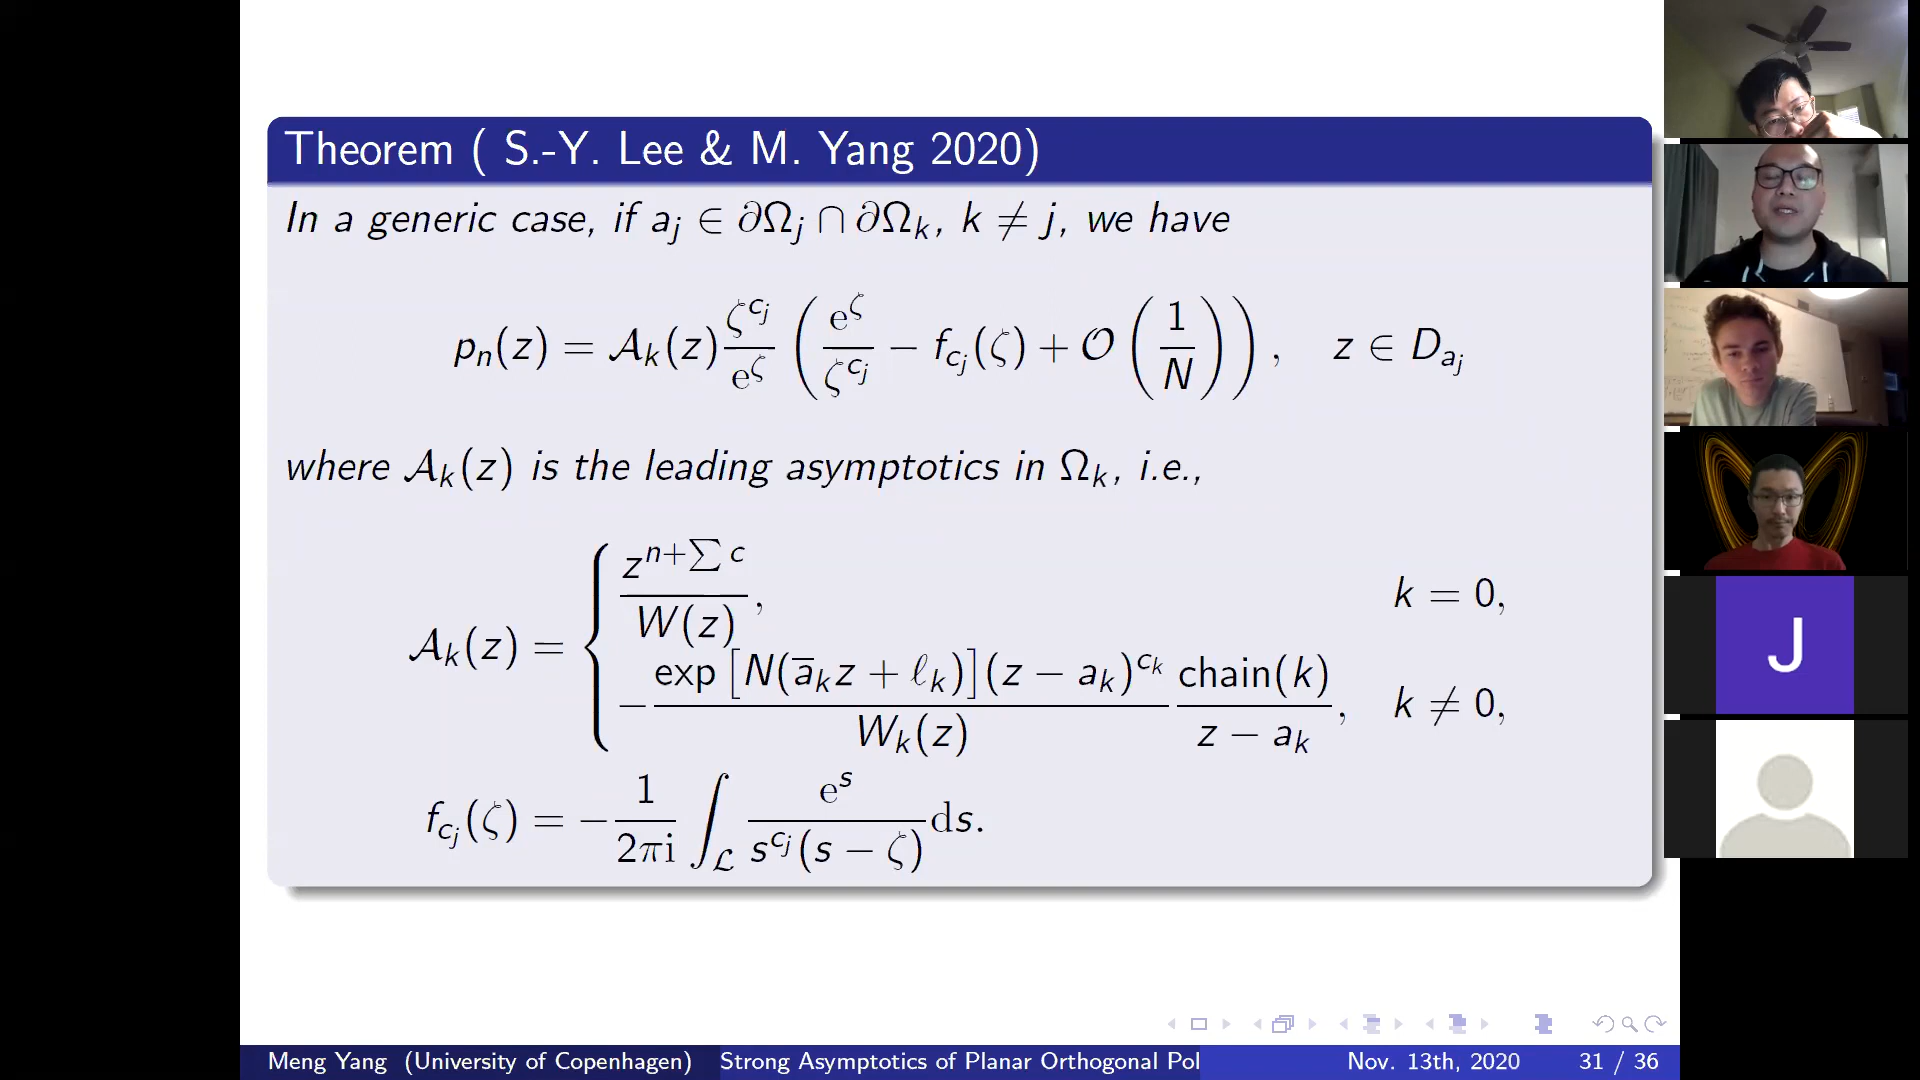 Theorem ( S.-Y. Lee & M. Yang 2020)
In a generic case, if a_j ∈ ∂Ω_j ∩ ∂Ω_k, k ≠ j, we have
p_n(z) = 𝒜_k(z) ζ^{c_j}/e^ζ ( e^ζ/ζ^{c_j} − f_{c_j}(ζ) + 𝒪(1/N) ), z ∈ D_{a_j}
where 𝒜_k(z) is the leading asymptotics in Ω_k, i.e.,
𝒜_k(z) = { z^{n+∑c}/W(z), k = 0,
− exp[N(a̅_k z + ℓ_k)](z − a_k)^{c_k}/W_k(z) chain(k)/(z − a_k), k ≠ 0,
f_{c_j}(ζ) = − 1/2πi ∫_ℒ e^s/(s^{c_j}(s − ζ)) ds.
J
Meng Yang (University of Copenhagen) Strong Asymptotics of Planar Orthogonal Pol Nov. 13th, 2020 31 / 36